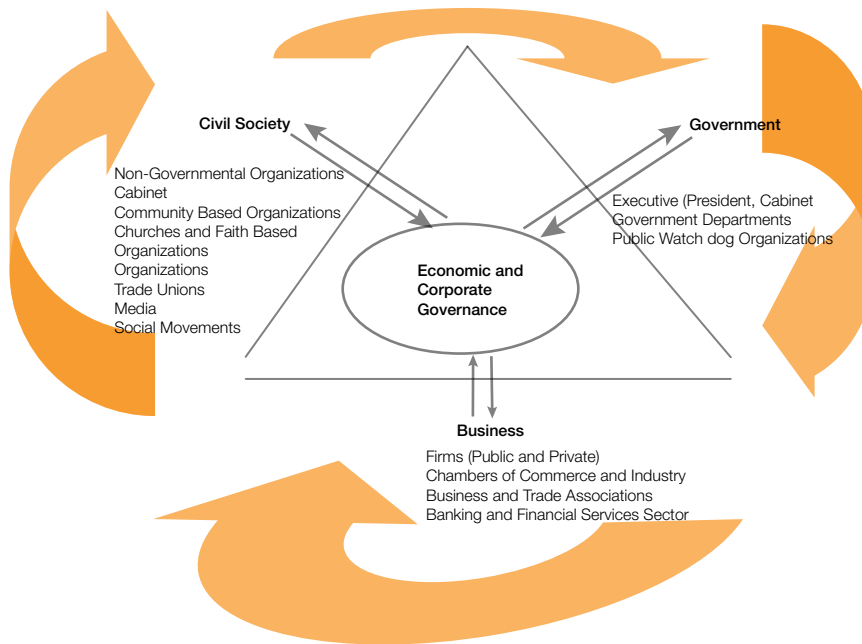 Civil Society
Non-Governmental Organizations
Cabinet
Community Based Organizations
Churches and Faith Based
Organizations
Organizations
Trade Unions
Media
Social Movements
Government
Executive (President, Cabinet
Government Departments
Public Watch dog Organizations
Economic and
Corporate
Governance
Business
Firms (Public and Private)
Chambers of Commerce and Industry
Business and Trade Associations
Banking and Financial Services Sector